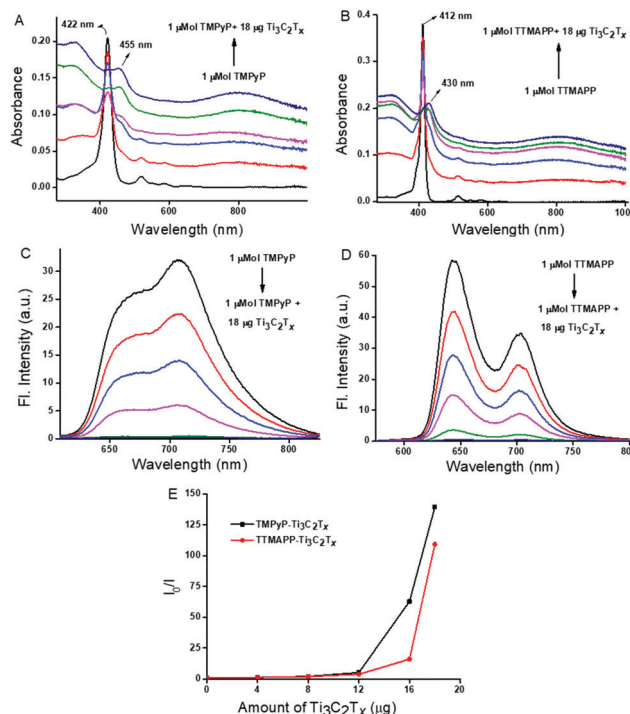 A
422 nm
1 µMol TMPyP+ 18 µg Ti3C2Tx
455 nm
1 µMol TMPyP
Absorbance
0.20
0.15
0.10
0.05
0.00
400 600 800
Wavelength (nm)
B
412 nm
1 µMol TTMAPP+ 18 µg Ti3C2Tx
430 nm
1 µMol TTMAPP
Absorbance
0.4
0.3
0.2
0.1
0.0
400 600 800 1000
Wavelength (nm)
C
1 µMol TMPyP
1 µMol TMPyP +
18 µg Ti3C2Tx
Fl. Intensity (a.u.)
30
25
20
15
10
5
0
650 700 750 800
Wavelength (nm)
D
1 µMol TTMAPP
1 µMol TTMAPP +
18 µg Ti3C2Tx
Fl. Intensity (a.u.)
60
50
40
30
20
10
0
600 650 700 750 800
Wavelength (nm)
E
TMPyP-Ti3C2Tx
TTMAPP-Ti3C2Tx
I0/I
150
125
100
75
50
25
0
0 4 8 12 16 20
Amount of Ti3C2Tx (µg)